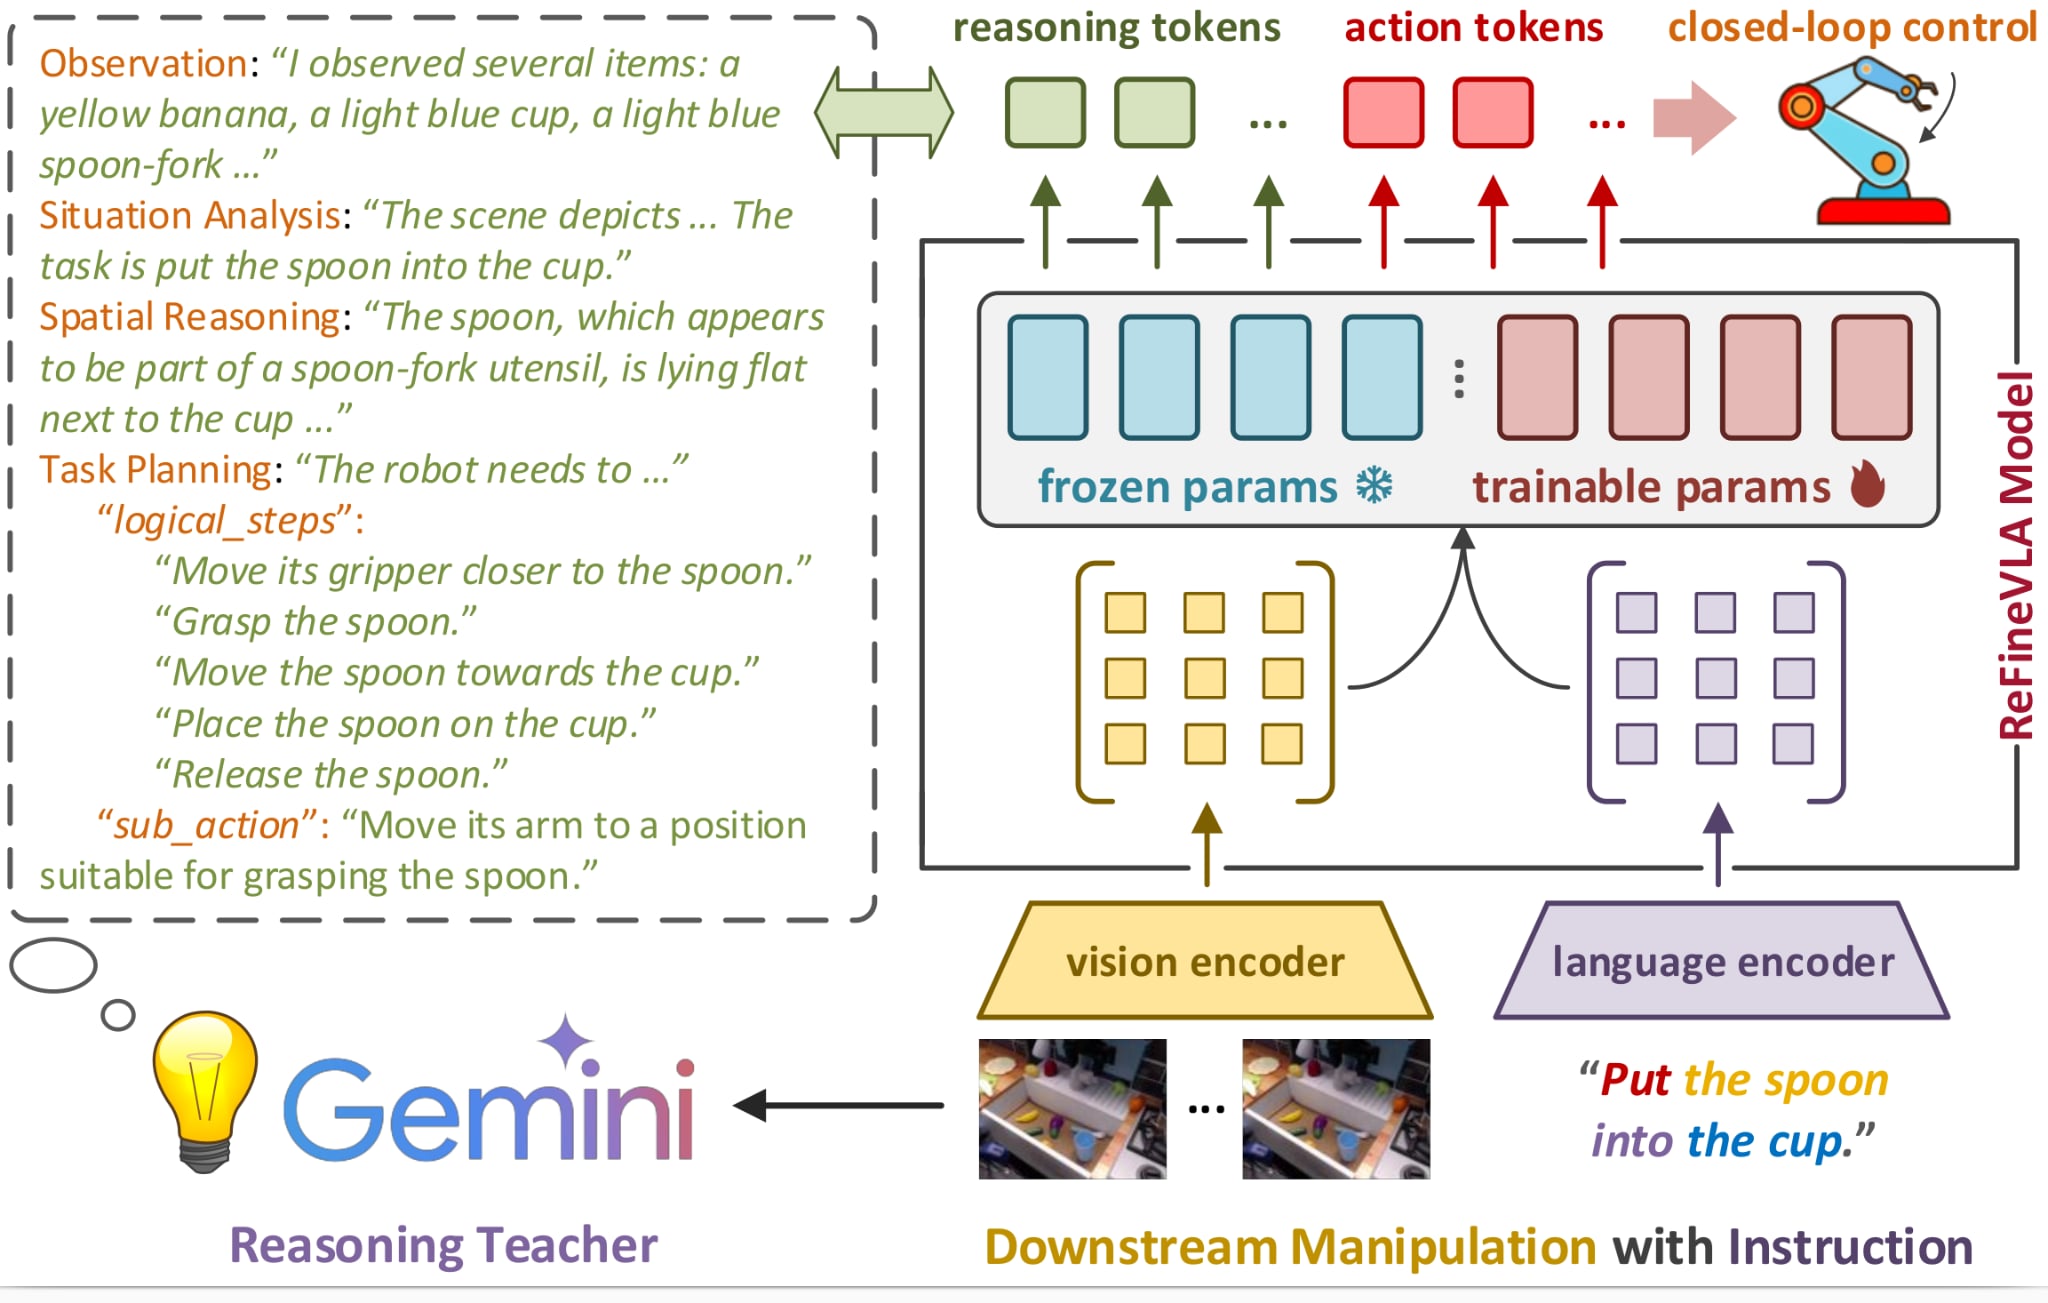 Observation: “I observed several items: a
yellow banana, a light blue cup, a light blue
spoon-fork ...”
Situation Analysis: “The scene depicts ... The
task is put the spoon into the cup.”
Spatial Reasoning: “The spoon, which appears
to be part of a spoon-fork utensil, is lying flat
next to the cup ...”
Task Planning: “The robot needs to ...”
“logical_steps”:
“Move its gripper closer to the spoon.”
“Grasp the spoon.”
“Move the spoon towards the cup.”
“Place the spoon on the cup.”
“Release the spoon.”
“sub_action”: “Move its arm to a position
suitable for grasping the spoon.”
Gemini
Reasoning Teacher
reasoning tokens
action tokens
closed-loop control
...
...
frozen params
trainable params
ReFineVLA Model
vision encoder
language encoder
...
“Put the spoon
into the cup.”
Downstream Manipulation with Instruction